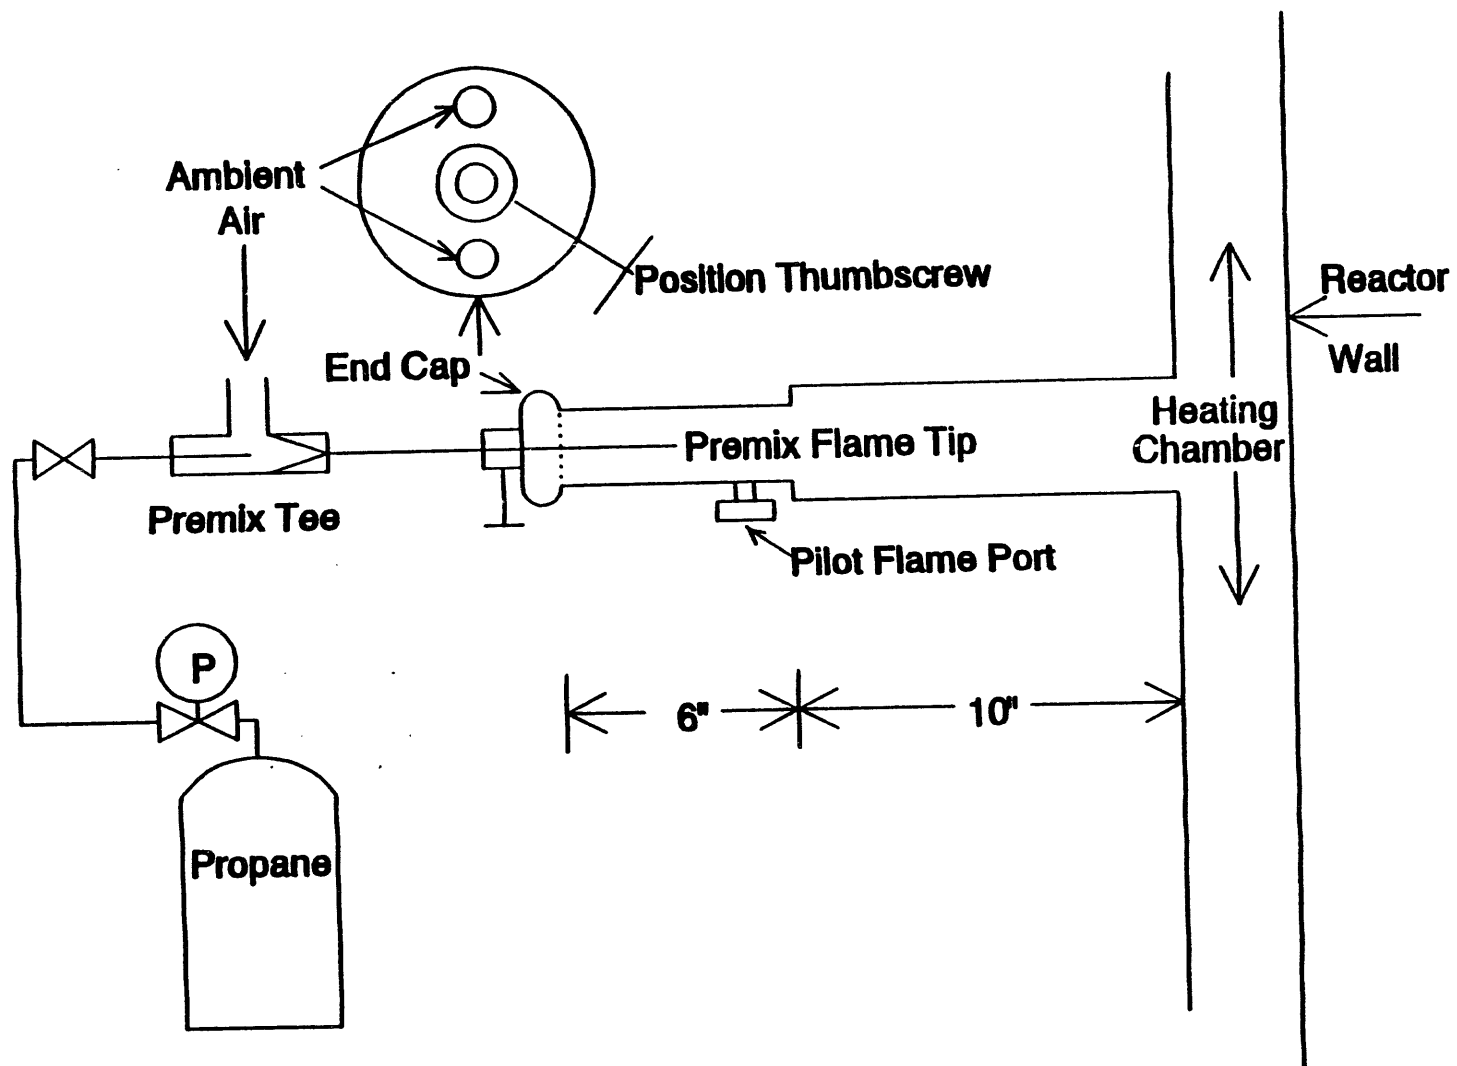 Ambient
Air
Position Thumbscrew
Reactor
Wall
End Cap
Heating
Chamber
Premix Flame Tip
Premix Tee
Pilot Flame Port
P
6"
10"
Propane